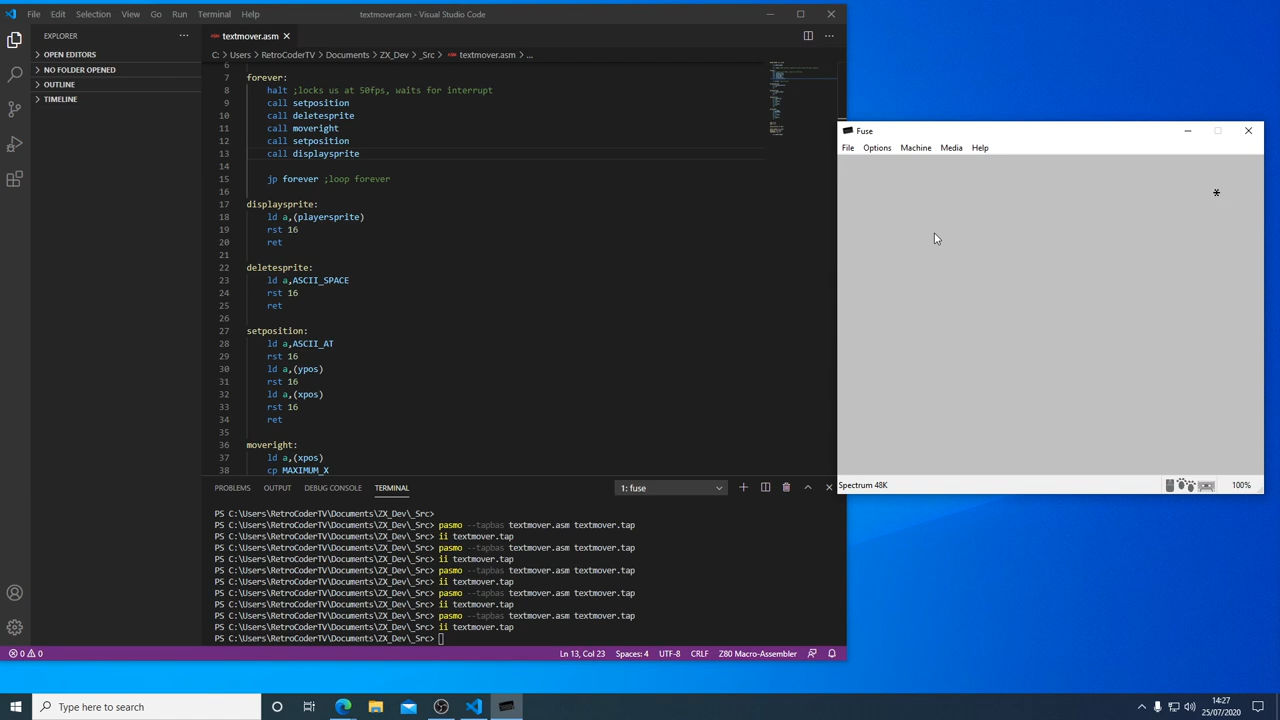 File Edit Selection View Go Run Terminal Help
textmover.asm - Visual Studio Code
EXPLORER
OPEN EDITORS
NO FOLDER OPENED
OUTLINE
TIMELINE
textmover.asm
C: > Users > RetroCoderTV > Documents > ZX_Dev > _Src > textmover.asm > ...
6
7 forever:
8 halt ;locks us at 50fps, waits for interrupt
9 call setposition
10 call deletesprite
11 call moveright
12 call setposition
13 call displaysprite
14
15 jp forever ;loop forever
16
17 displaysprite:
18 ld a,(playersprite)
19 rst 16
20 ret
21
22 deletesprite:
23 ld a,ASCII_SPACE
24 rst 16
25 ret
26
27 setposition:
28 ld a,ASCII_AT
29 rst 16
30 ld a,(ypos)
31 rst 16
32 ld a,(xpos)
33 rst 16
34 ret
35
36 moveright:
37 ld a,(xpos)
38 cp MAXIMUM_X
PROBLEMS OUTPUT DEBUG CONSOLE TERMINAL
1: fuse
PS C:\Users\RetroCoderTV\Documents\ZX_Dev\_Src>
PS C:\Users\RetroCoderTV\Documents\ZX_Dev\_Src> pasmo --tapbas textmover.asm textmover.tap
PS C:\Users\RetroCoderTV\Documents\ZX_Dev\_Src> ii textmover.tap
PS C:\Users\RetroCoderTV\Documents\ZX_Dev\_Src> pasmo --tapbas textmover.asm textmover.tap
PS C:\Users\RetroCoderTV\Documents\ZX_Dev\_Src> ii textmover.tap
PS C:\Users\RetroCoderTV\Documents\ZX_Dev\_Src> pasmo --tapbas textmover.asm textmover.tap
PS C:\Users\RetroCoderTV\Documents\ZX_Dev\_Src> ii textmover.tap
PS C:\Users\RetroCoderTV\Documents\ZX_Dev\_Src> pasmo --tapbas textmover.asm textmover.tap
PS C:\Users\RetroCoderTV\Documents\ZX_Dev\_Src> ii textmover.tap
PS C:\Users\RetroCoderTV\Documents\ZX_Dev\_Src> pasmo --tapbas textmover.asm textmover.tap
PS C:\Users\RetroCoderTV\Documents\ZX_Dev\_Src> ii textmover.tap
PS C:\Users\RetroCoderTV\Documents\ZX_Dev\_Src>
0 0 Ln 13, Col 23 Spaces: 4 UTF-8 CRLF Z80 Macro-Assembler
Fuse
File Options Machine Media Help
*
Spectrum 48K 100%
Type here to search
14:27
25/07/2020